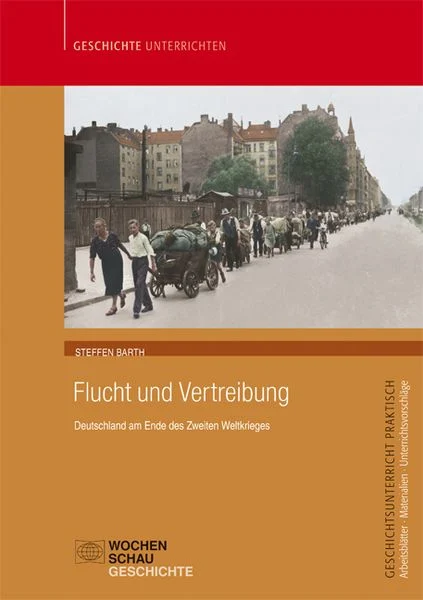 GESCHICHTE UNTERRICHTEN
STEFFEN BARTH
Flucht und Vertreibung
Deutschland am Ende des Zweiten Weltkrieges
GESCHICHTSUNTERRICHT PRAKTISCH
Arbeitsblätter · Materialien · Unterrichtsvorschläge
WOCHEN
SCHAU
GESCHICHTE